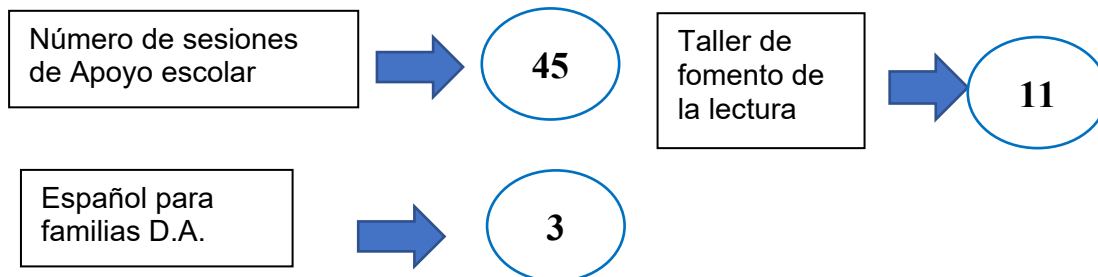 Número de sesiones
de Apoyo escolar
45
Taller de
fomento de
la lectura
11
Español para
familias D.A.
3